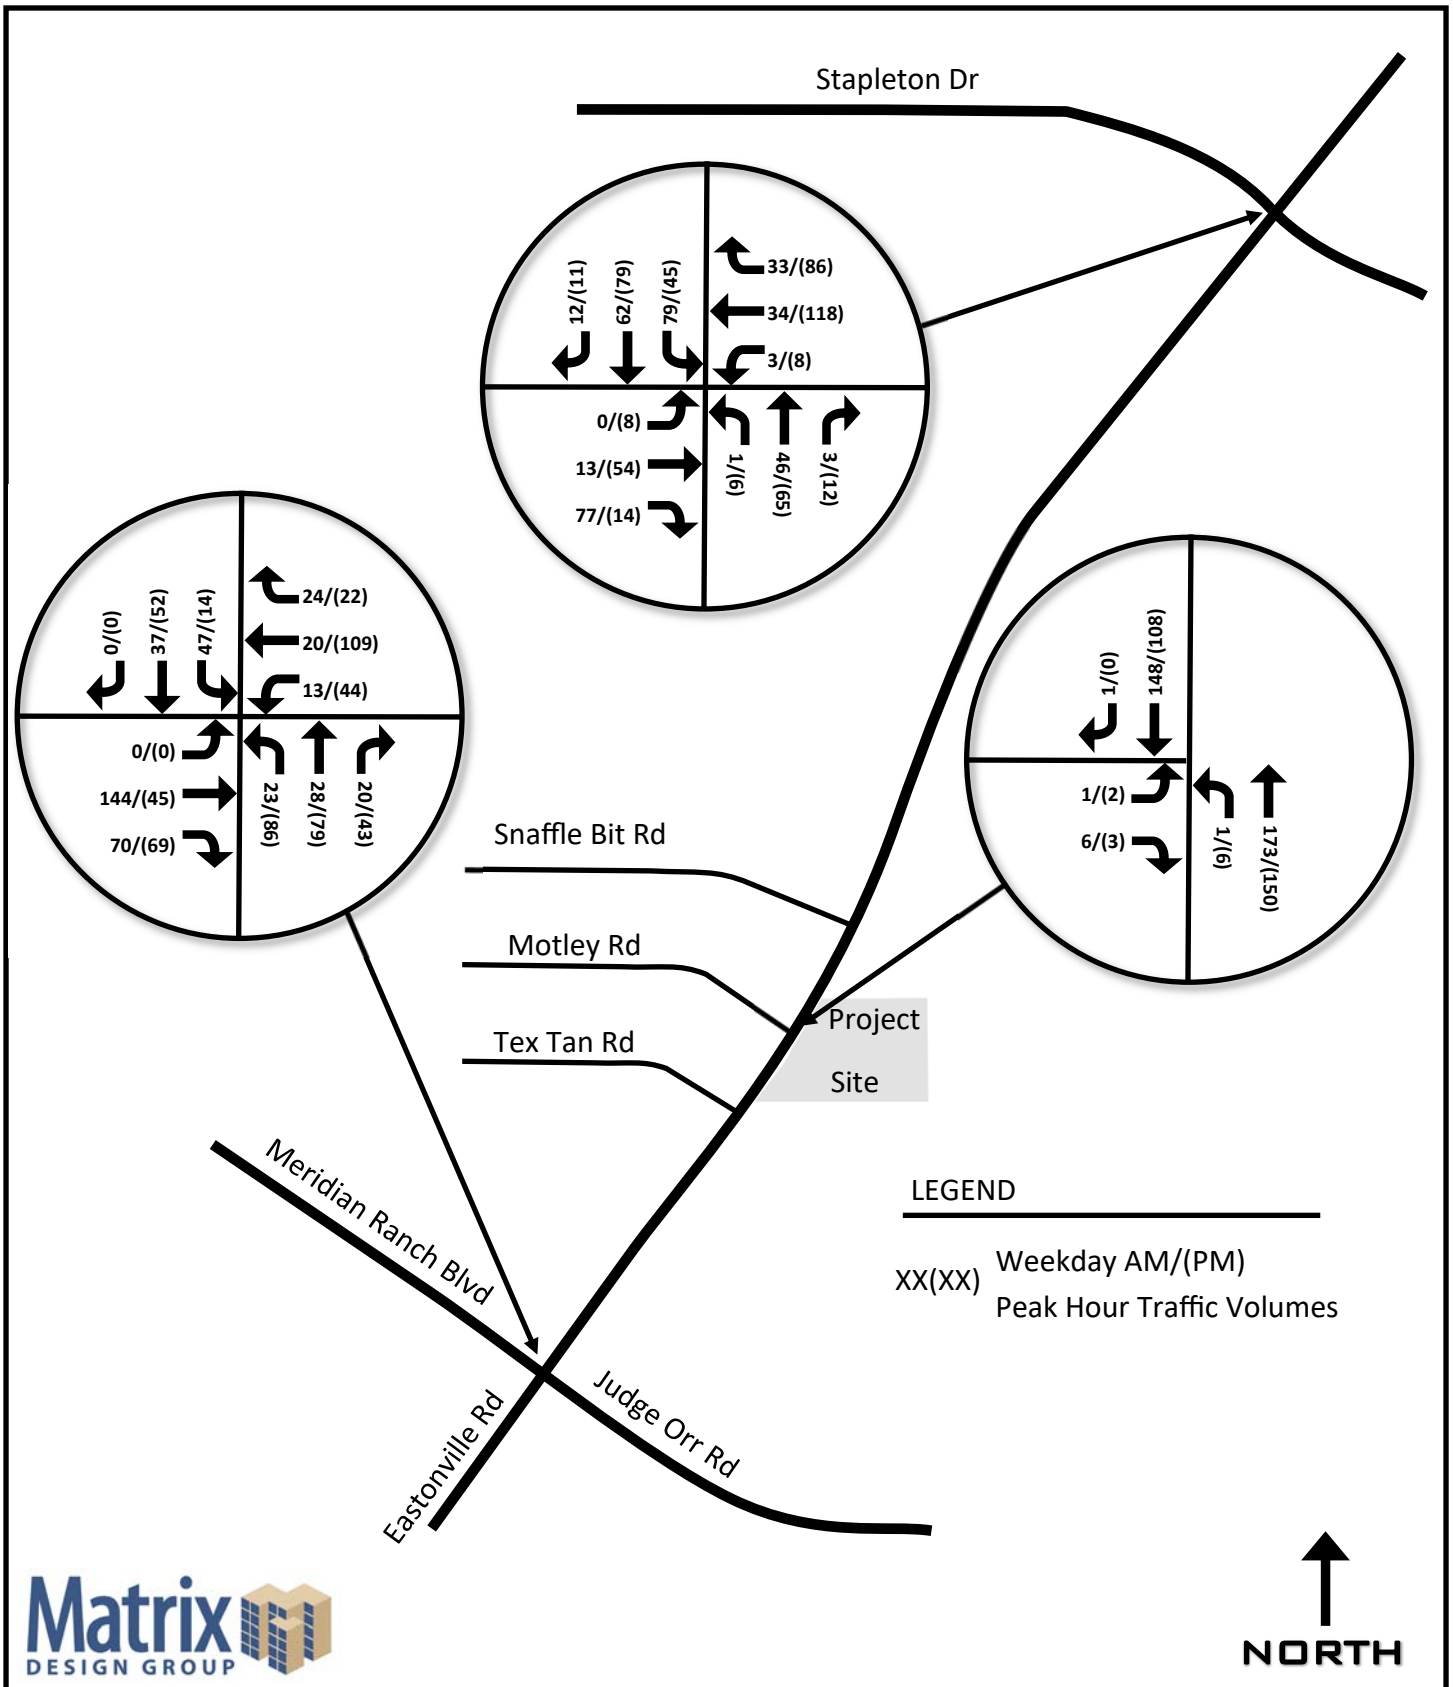 Stapleton Dr
12/(11)
62/(79)
79/(45)
33/(86)
34/(118)
3/(8)
0/(8)
13/(54)
77/(14)
1/(6)
46/(65)
3/(12)
0/(0)
37/(52)
47/(14)
24/(22)
20/(109)
13/(44)
0/(0)
144/(45)
70/(69)
23/(86)
28/(79)
20/(43)
1/(0)
148/(108)
1/(2)
6/(3)
1/(6)
173/(150)
Snaffle Bit Rd
Motley Rd
Tex Tan Rd
Project
Site
Meridian Ranch Blvd
Judge Orr Rd
Eastonville Rd
LEGEND
XX(XX) Weekday AM/(PM)
Peak Hour Traffic Volumes
Matrix
DESIGN GROUP
NORTH